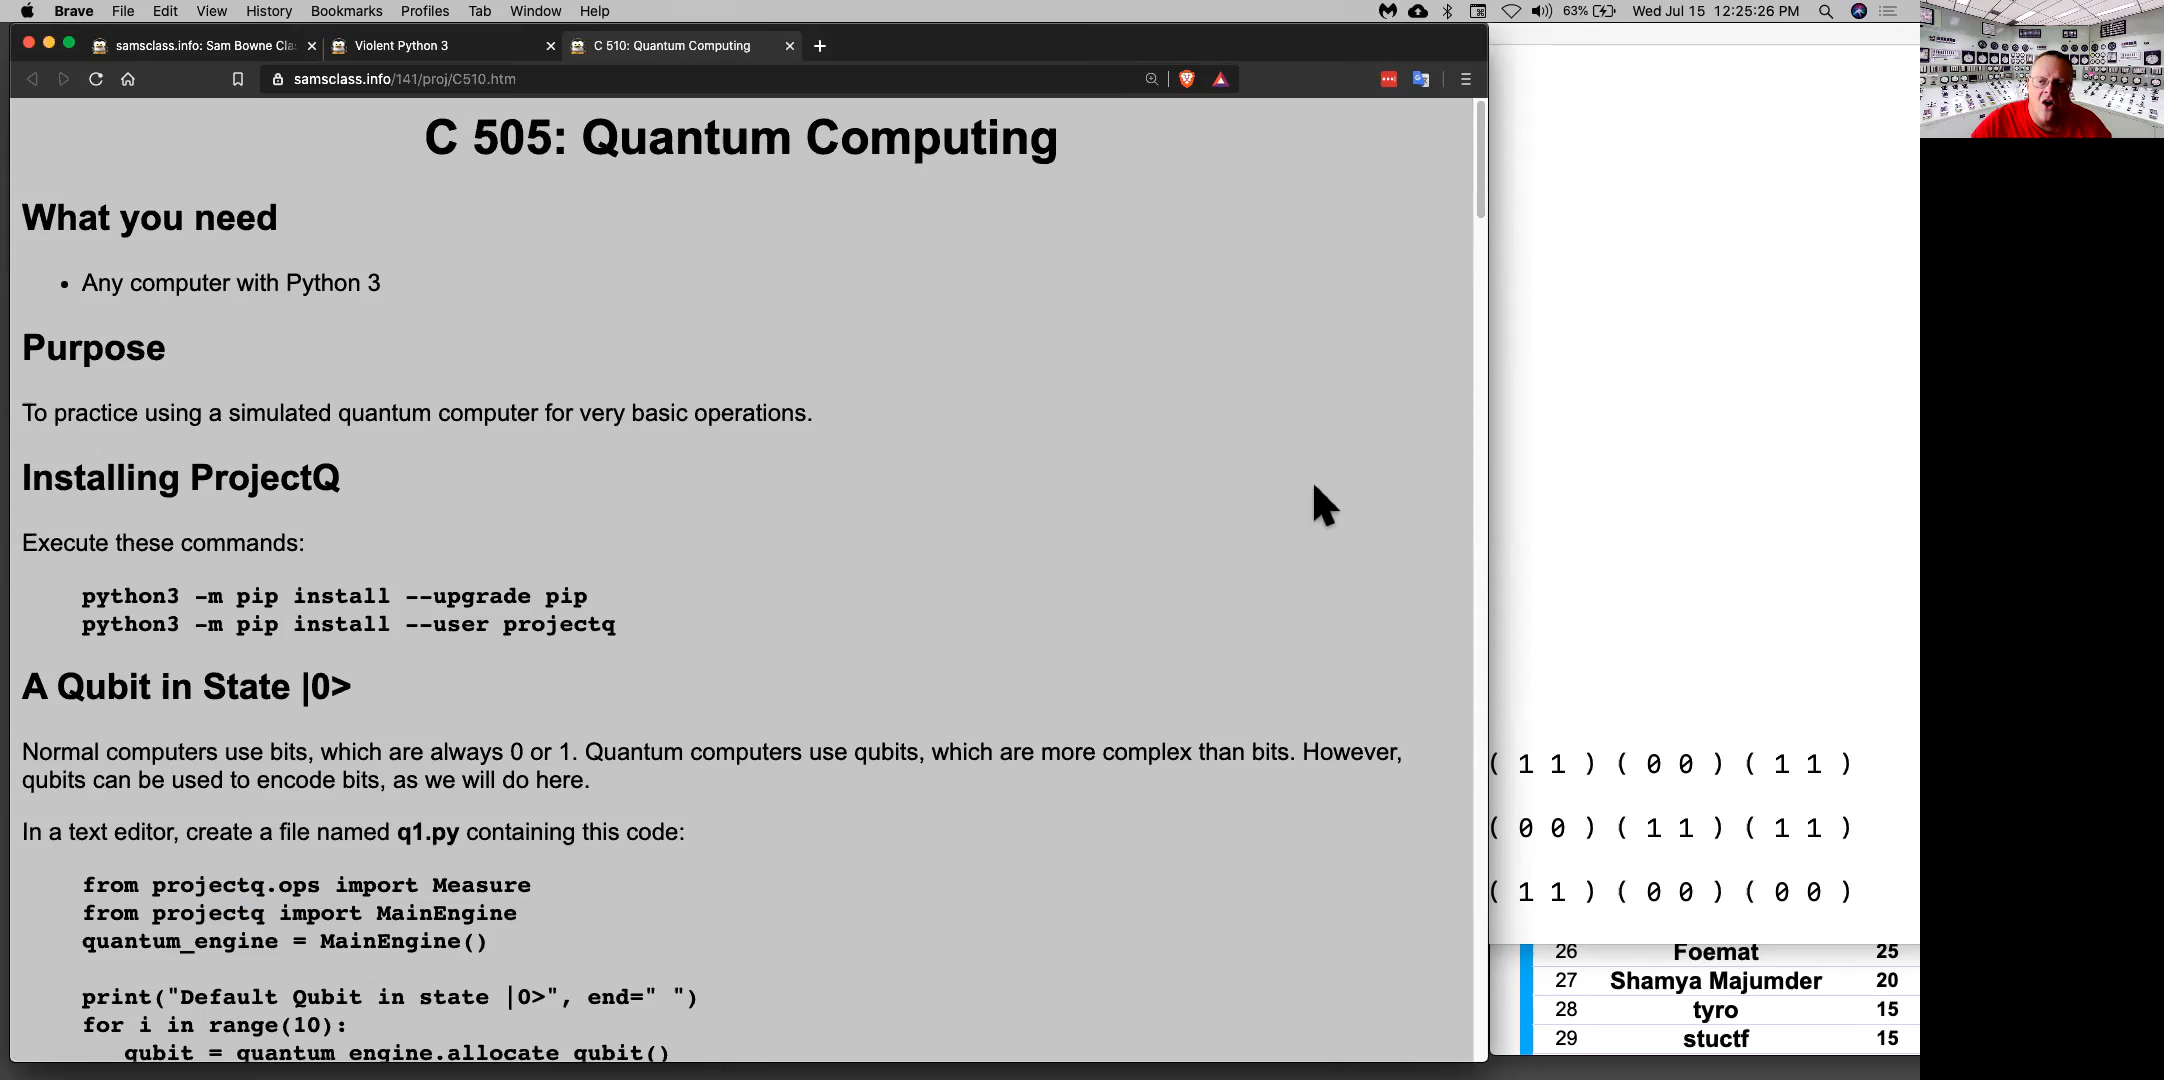 Brave File Edit View History Bookmarks Profiles Tab Window Help
63% Wed Jul 15 12:25:26 PM
samsclass.info: Sam Bowne Cla
Violent Python 3
C 510: Quantum Computing
samsclass.info/141/proj/C510.htm
C 505: Quantum Computing
What you need
• Any computer with Python 3
Purpose
To practice using a simulated quantum computer for very basic operations.
Installing ProjectQ
Execute these commands:
python3 -m pip install --upgrade pip
python3 -m pip install --user projectq
A Qubit in State |0>
Normal computers use bits, which are always 0 or 1. Quantum computers use qubits, which are more complex than bits. However,
qubits can be used to encode bits, as we will do here.
In a text editor, create a file named q1.py containing this code:
from projectq.ops import Measure
from projectq import MainEngine
quantum_engine = MainEngine()
print("Default Qubit in state |0>", end=" ")
for i in range(10):
qubit = quantum_engine.allocate_qubit()
( 1 1 ) ( 0 0 ) ( 1 1 )
( 0 0 ) ( 1 1 ) ( 1 1 )
( 1 1 ) ( 0 0 ) ( 0 0 )
26 Foemat 25
27 Shamya Majumder 20
28 tyro 15
29 stuctf 15